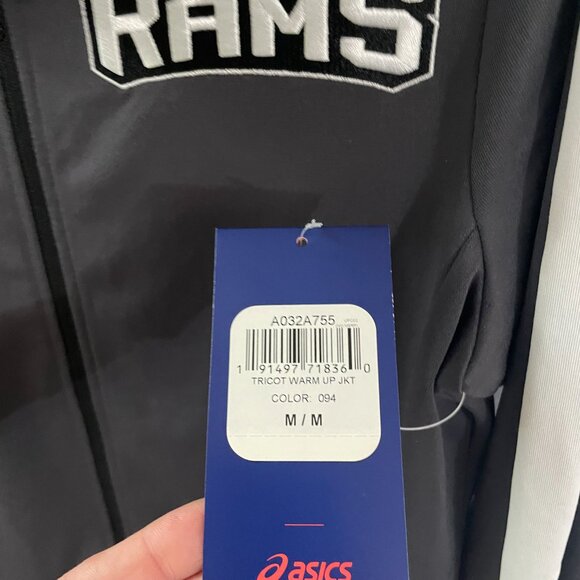 RAMS
A032A755
1 91497 71836 0
TRICOT WARM UP JKT
COLOR: 094
M / M
asics